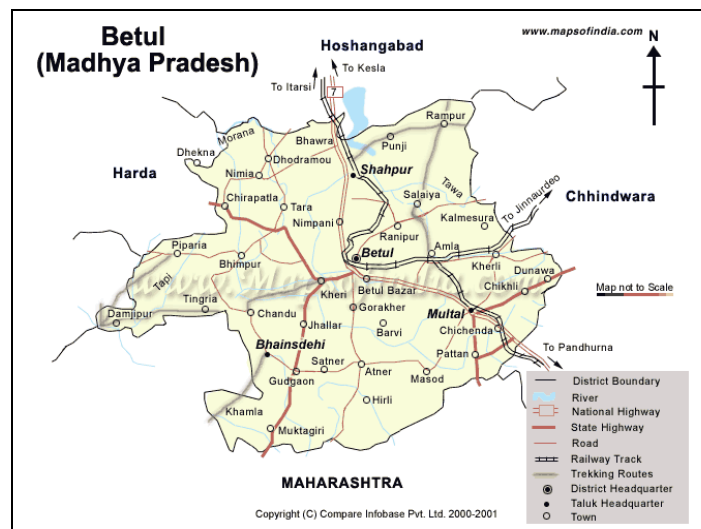 Betul
(Madhya Pradesh)
www.mapsofindia.com
N
Hoshangabad
To Kesla
To Itarsi
7
Rampur
Morana
Bhawra
Punji
Dhekna
Dhodramou
Harda
Nimia
Shahpur
Tawa
Salaiya
Chhindwara
Chirapatla
Tara
To Jinnaurdeo
Nimpani
Ranipur
Kalmesura
Piparia
Betul
Amla
Bhimpur
Kherli
Dunawa
www.Mapsofindia.com
Tapi
Kheri
Betul Bazar
Chikhli
Map not to Scale
Tingria
Damjipur
Chandu
Gorakher
Multai
Jhallar
Barvi
Chichenda
Bhainsdehi
To Pandhurna
Satner
Pattan
Gudgaon
Atner
Masod
Khamla
Hirli
Muktagiri
MAHARASHTRA
District Boundary
River
National Highway
State Highway
Road
Railway Track
Trekking Routes
District Headquarter
Taluk Headquarter
Town
Copyright (C) Compare Infobase Pvt. Ltd. 2000-2001